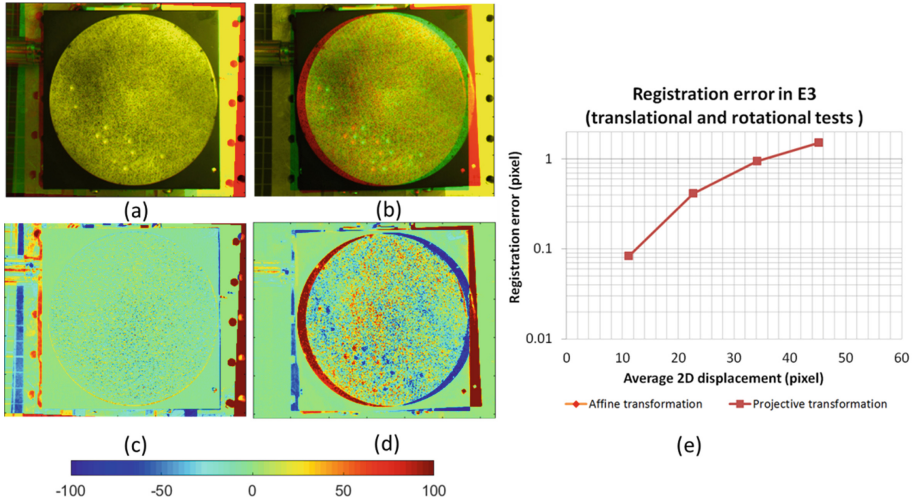 (a)
(b)
(c)
(d)
-100
-50
0
50
100
Registration error in E3
(translational and rotational tests )
Registration error (pixel)
1
0.1
0.01
0
10
20
30
40
50
60
Average 2D displacement (pixel)
Affine transformation
Projective transformation
(e)